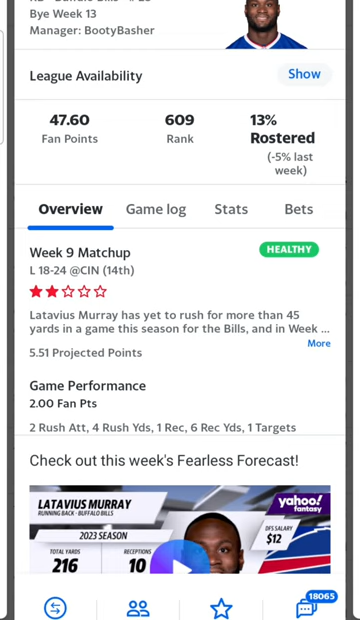 Bye Week 13
Manager: BootyBasher
League Availability
Show
47.60
Fan Points
609
Rank
13%
Rostered
(-5% last
week)
Overview
Game log
Stats
Bets
Week 9 Matchup
HEALTHY
L 18-24 @CIN (14th)
Latavius Murray has yet to rush for more than 45
yards in a game this season for the Bills, and in Week ...
More
5.51 Projected Points
Game Performance
2.00 Fan Pts
2 Rush Att, 4 Rush Yds, 1 Rec, 6 Rec Yds, 1 Targets
Check out this week's Fearless Forecast!
LATAVIUS MURRAY
RUNNING BACK - BUFFALO BILLS
yahoo!
fantasy
2023 SEASON
DFS SALARY
$12
TOTAL YARDS
216
RECEPTIONS
10
18065